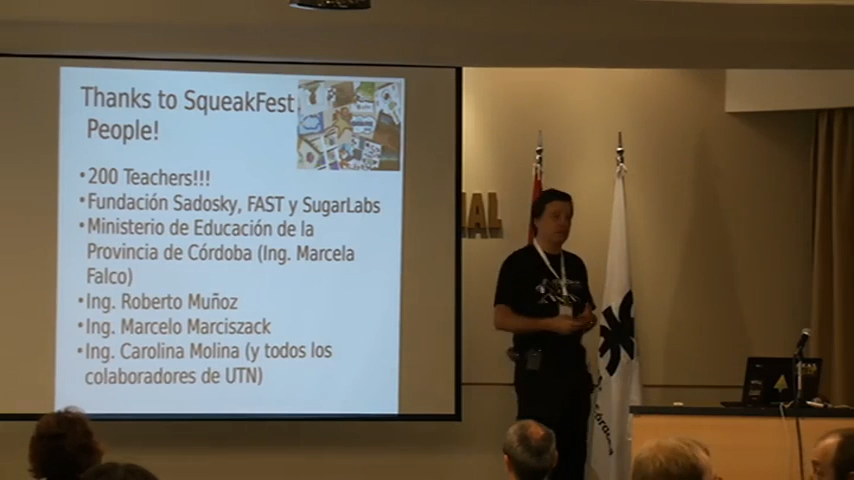 Thanks to SqueakFest
People!
•200 Teachers!!!
•Fundación Sadosky, FAST y SugarLabs
•Ministerio de Educación de la
Provincia de Córdoba (Ing. Marcela
Falco)
•Ing. Roberto Muñoz
•Ing. Marcelo Marciszack
•Ing. Carolina Molina (y todos los
colaboradores de UTN)
NAL